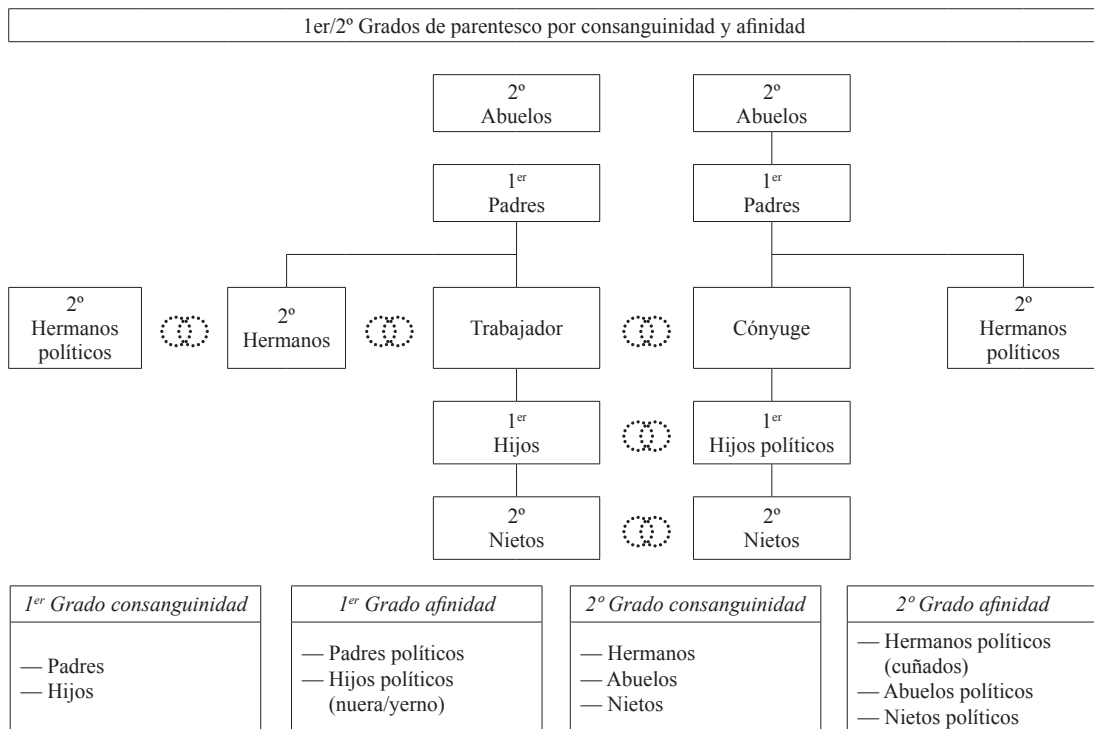 1er/2º Grados de parentesco por consanguinidad y afinidad
2º
Abuelos
2º
Abuelos
1er
Padres
1er
Padres
2º
Hermanos
políticos
2º
Hermanos
Trabajador
Cónyuge
2º
Hermanos
políticos
1er
Hijos
1er
Hijos políticos
2º
Nietos
2º
Nietos
1er Grado consanguinidad
— Padres
— Hijos
1er Grado afinidad
— Padres políticos
— Hijos políticos
(nuera/yerno)
2º Grado consanguinidad
— Hermanos
— Abuelos
— Nietos
2º Grado afinidad
— Hermanos políticos
(cuñados)
— Abuelos políticos
— Nietos políticos